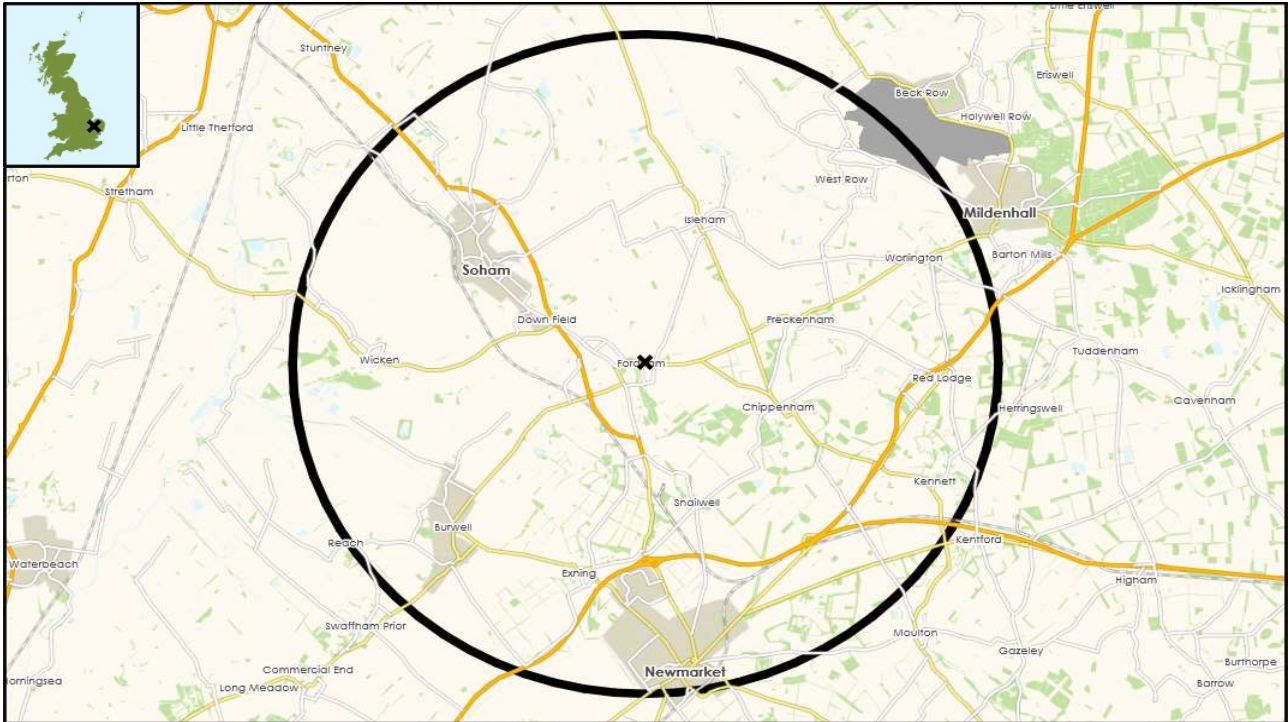 Little Eriswell
Stuntney
Eriswell
Beck Row
Holywell Row
Little Thetford
West Row
Stretham
Mildenhall
Isleham
Barton Mills
Worlington
Soham
Icklingham
Down Field
Freckenham
Tuddenham
Wicken
Fordham
Red Lodge
Cavenham
Chippenham
Herringswell
Kennett
Snailwell
Burwell
Reach
Kentford
Waterbeach
Exning
Higham
Swaffham Prior
Moulton
Gazeley
Commercial End
Newmarket
Burthorpe
Long Meadow
Barrow